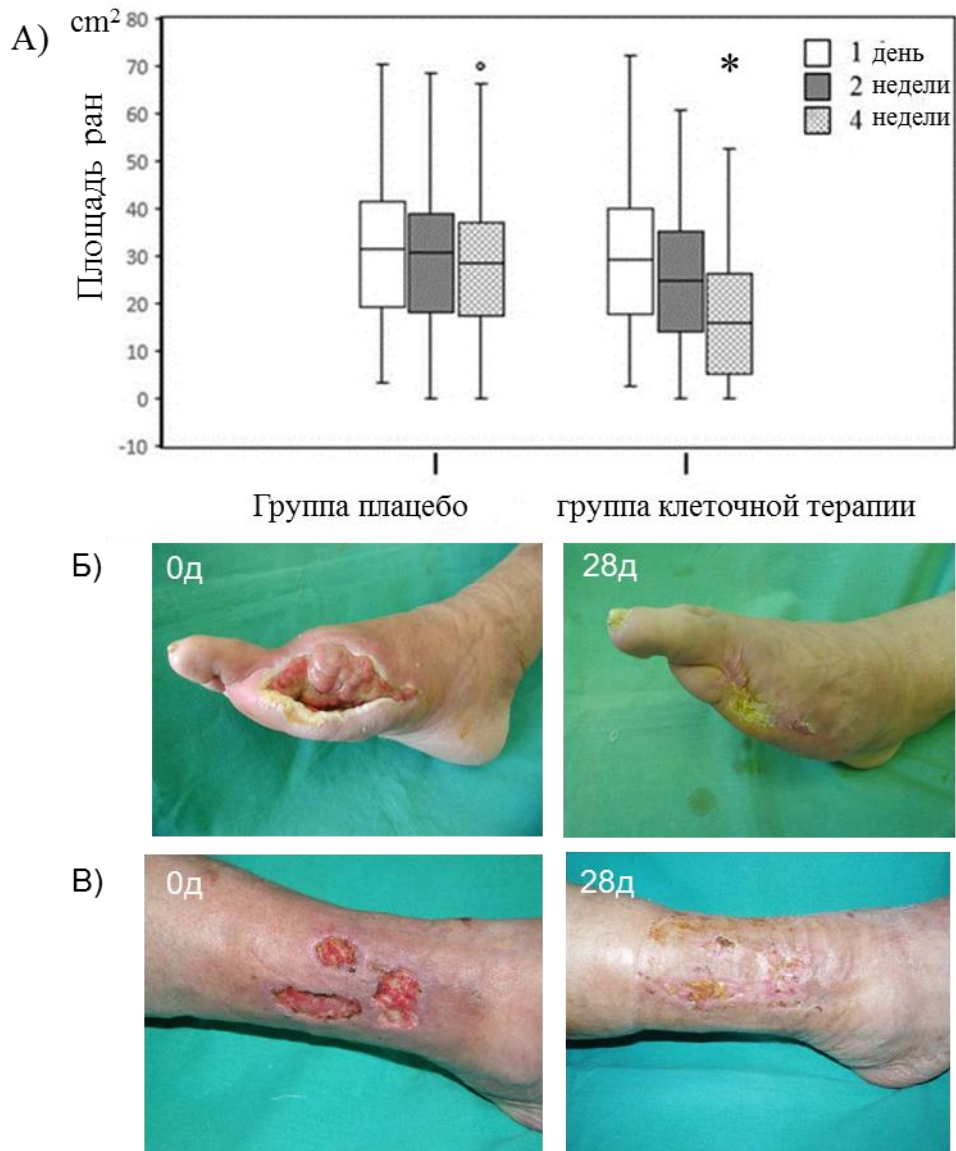 А)
cm²
Площадь ран
80
70
60
50
40
30
20
10
0
-10
*
1 день
2 недели
4 недели
Группа плацебо
группа клеточной терапии
Б)
0д
28д
В)
0д
28д